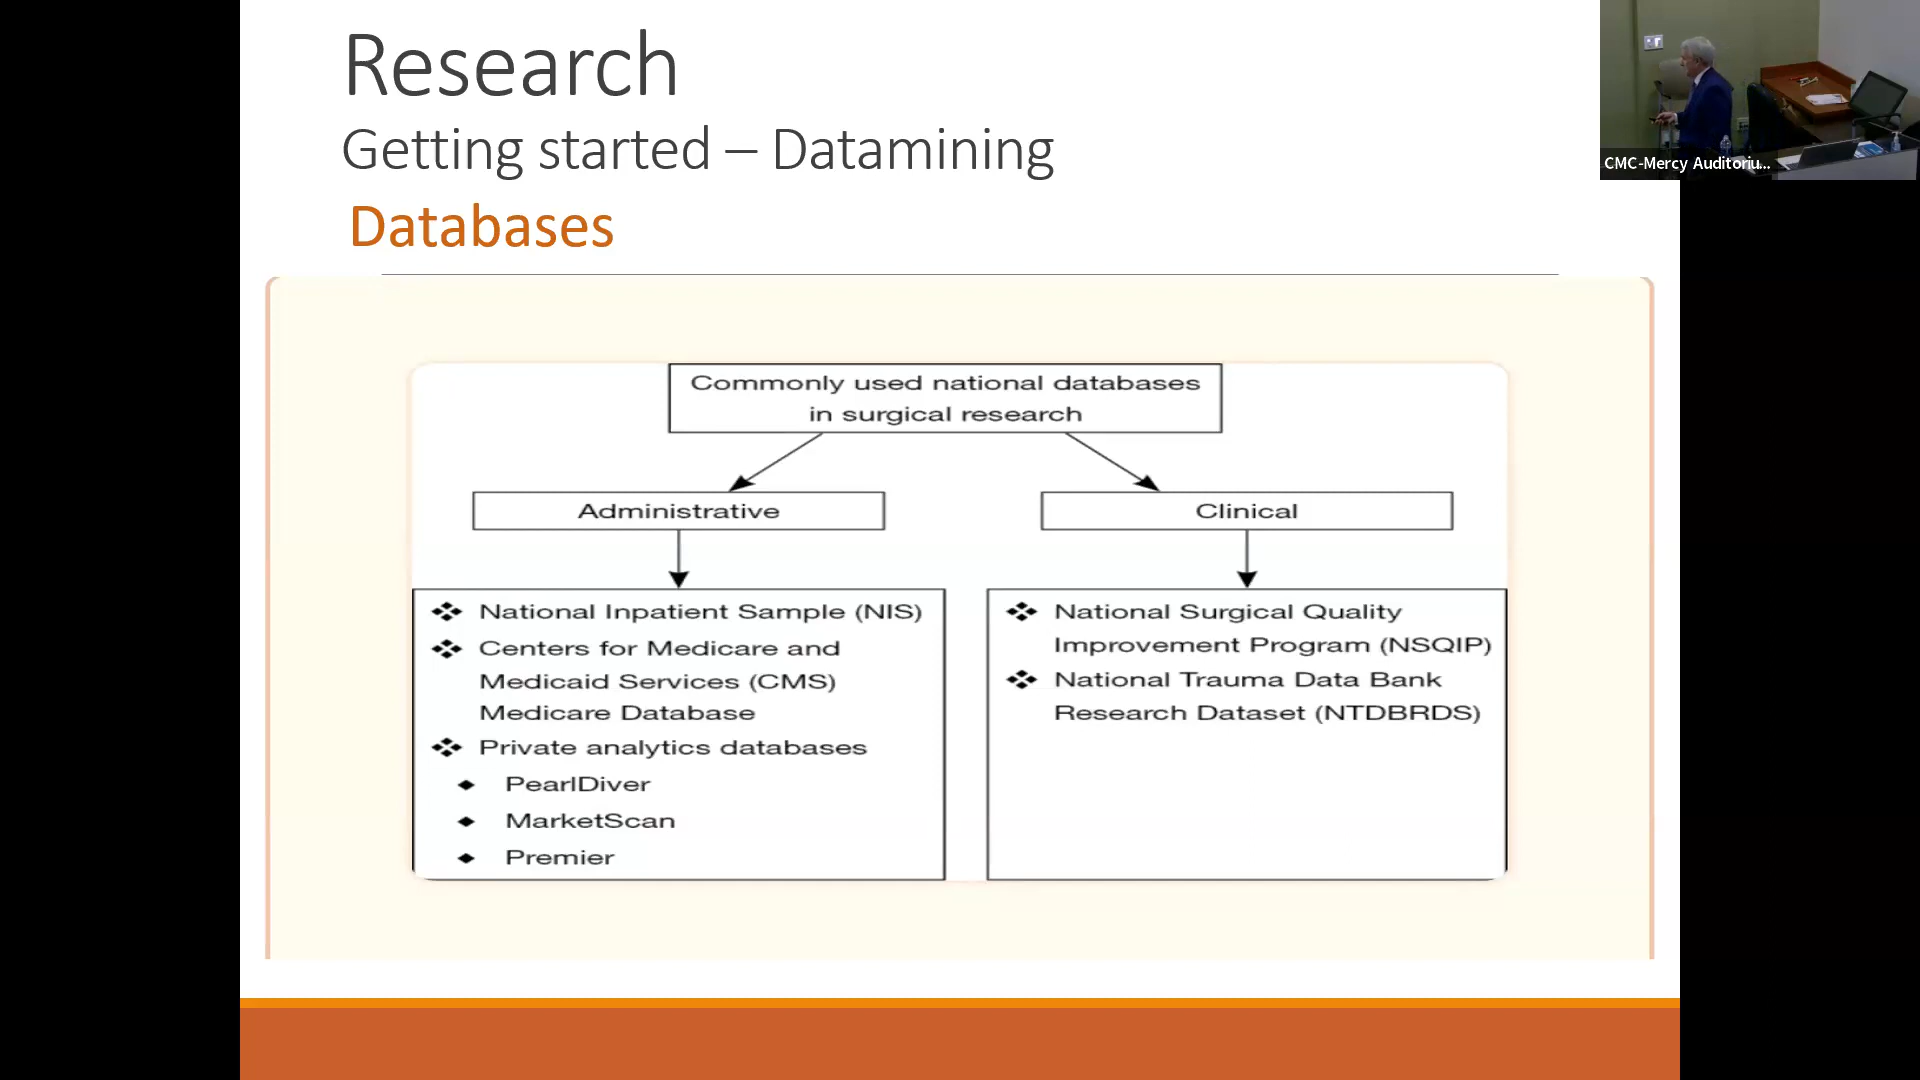 Research
Getting started – Datamining
Databases
CMC-Mercy Auditoriu...
Commonly used national databases
in surgical research
Administrative
Clinical
❖ National Inpatient Sample (NIS)
❖ Centers for Medicare and
Medicaid Services (CMS)
Medicare Database
❖ Private analytics databases
◆ PearlDiver
◆ MarketScan
◆ Premier
❖ National Surgical Quality
Improvement Program (NSQIP)
❖ National Trauma Data Bank
Research Dataset (NTDBRDS)